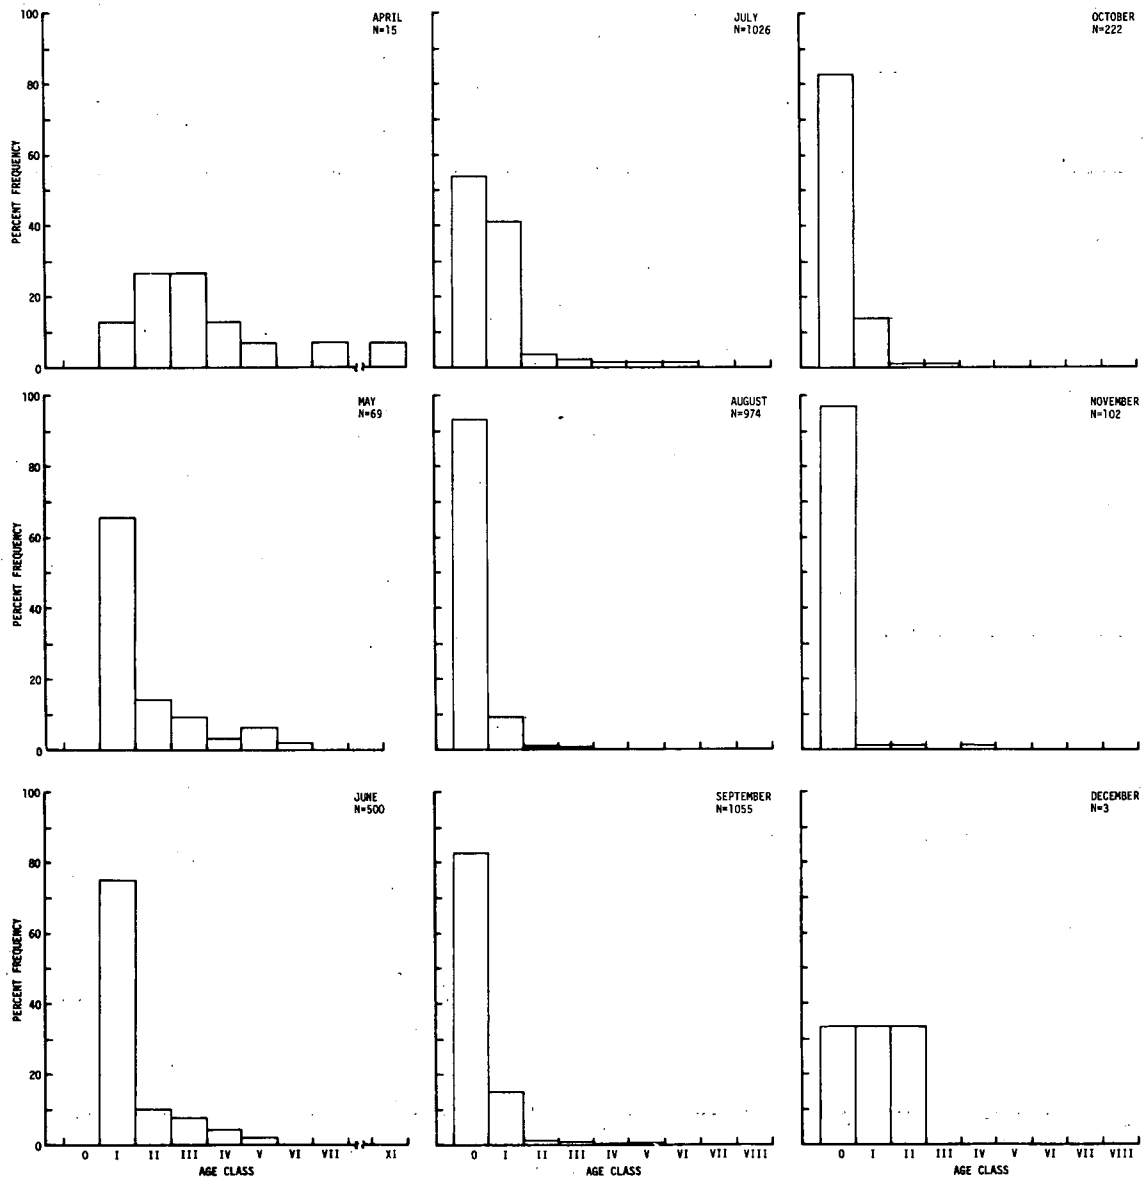 APRIL
N=15
JULY
N=1026
OCTOBER
N=222
100
80
60
40
20
0
PERCENT FREQUENCY
MAY
N=69
AUGUST
N=974
NOVEMBER
N=102
100
80
60
40
20
0
PERCENT FREQUENCY
JUNE
N=500
SEPTEMBER
N=1055
DECEMBER
N=3
100
80
60
40
20
0
PERCENT FREQUENCY
0 I II III IV V VI VII XI
0 I II III IV V VI VII VIII
0 I II III IV V VI VII VIII
AGE CLASS
AGE CLASS
AGE CLASS